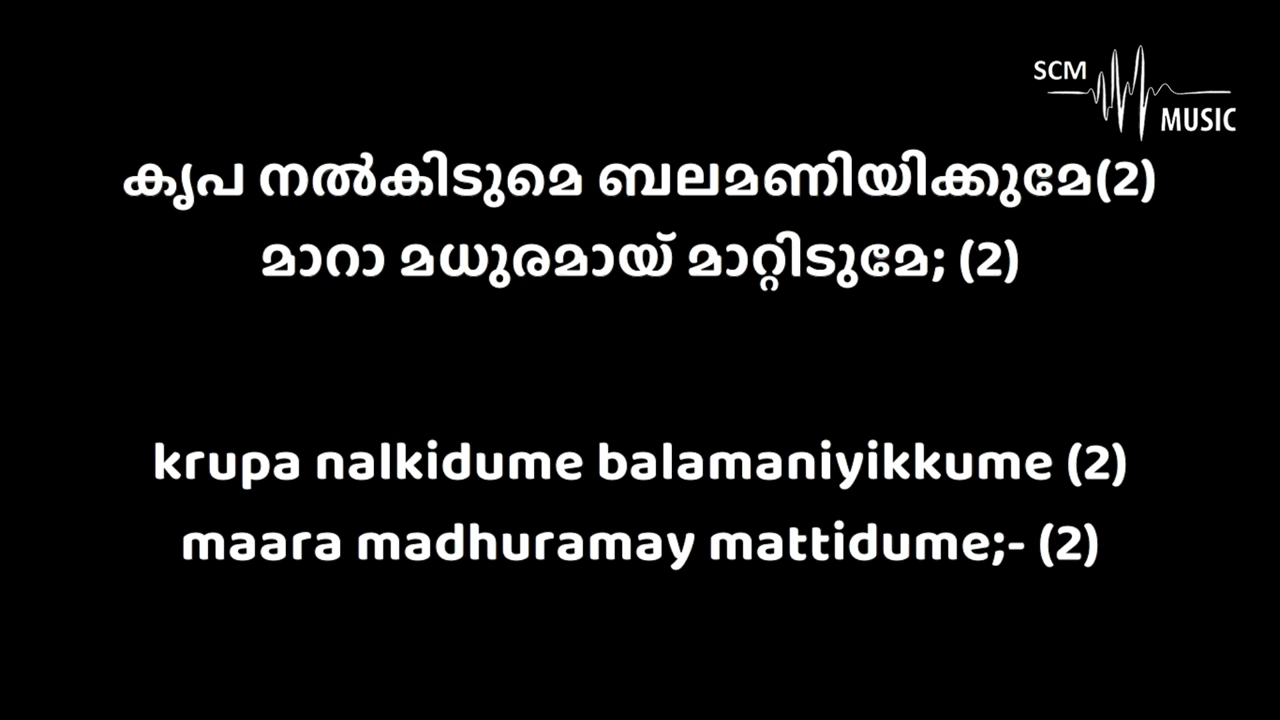 SCM
MUSIC
കൃപ നൽകിടുമെ ബലമണിയിക്കുമേ(2)
മാറാ മധുരമായ് മാറ്റിടുമേ; (2)
krupa nalkidume balamaniyikkume (2)
maara madhuramay mattidume;- (2)